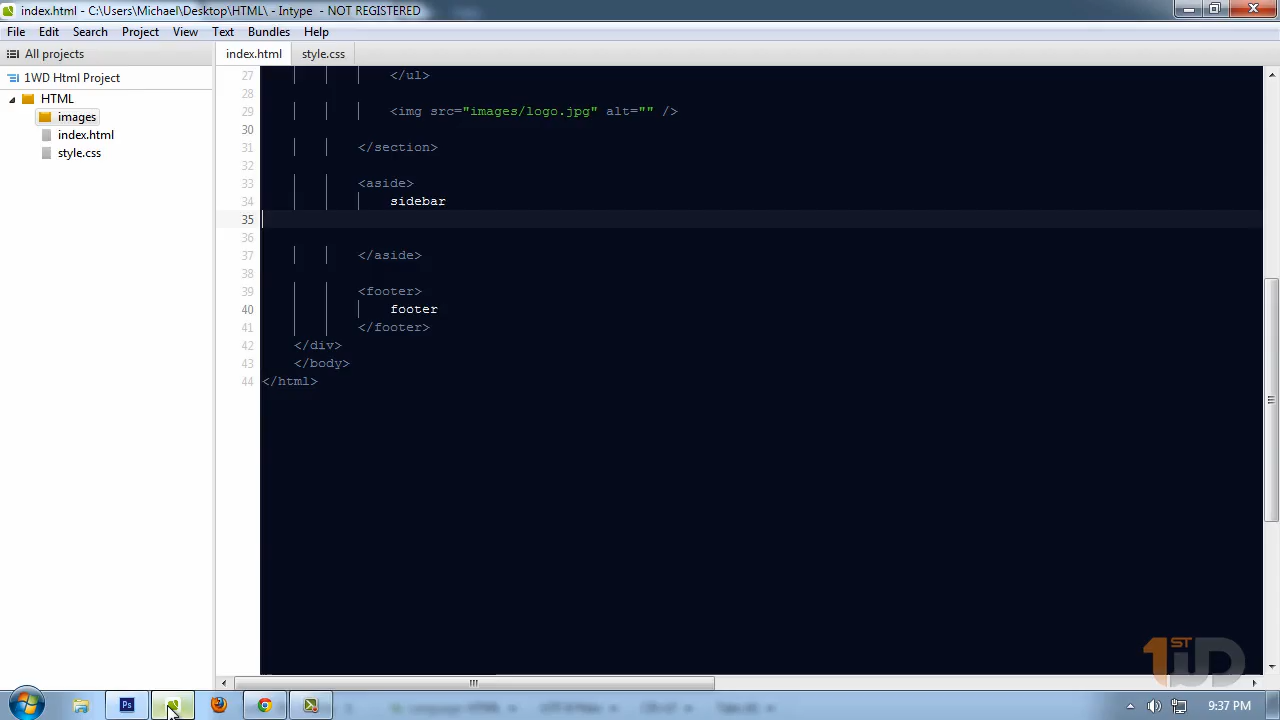 index.html - C:\Users\Michael\Desktop\HTML\ - Intype - NOT REGISTERED
File Edit Search Project View Text Bundles Help
All projects
index.html style.css
1WD Html Project
HTML
images
index.html
style.css
27 </ul>
28
29 <img src="images/logo.jpg" alt="" />
30
31 </section>
32
33 <aside>
34 sidebar
35
36
37 </aside>
38
39 <footer>
40 footer
41 </footer>
42 </div>
43 </body>
44 </html>
1ST WD
Ps
9:37 PM